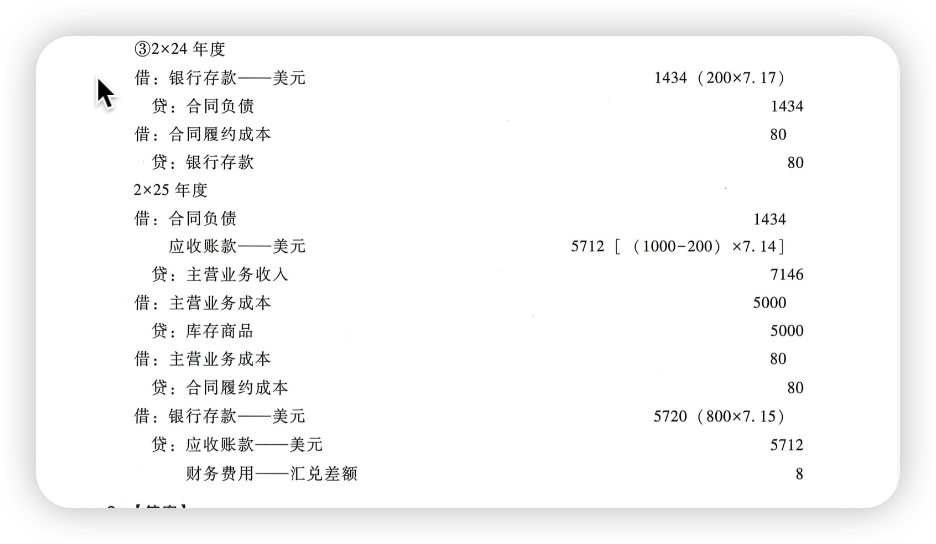 ③2×24 年度
借：银行存款——美元 1434（200×7.17）
贷：合同负债 1434
借：合同履约成本 80
贷：银行存款 80
2×25 年度
借：合同负债 1434
应收账款——美元 5712［（1000-200）×7.14］
贷：主营业务收入 7146
借：主营业务成本 5000
贷：库存商品 5000
借：主营业务成本 80
贷：合同履约成本 80
借：银行存款——美元 5720（800×7.15）
贷：应收账款——美元 5712
财务费用——汇兑差额 8